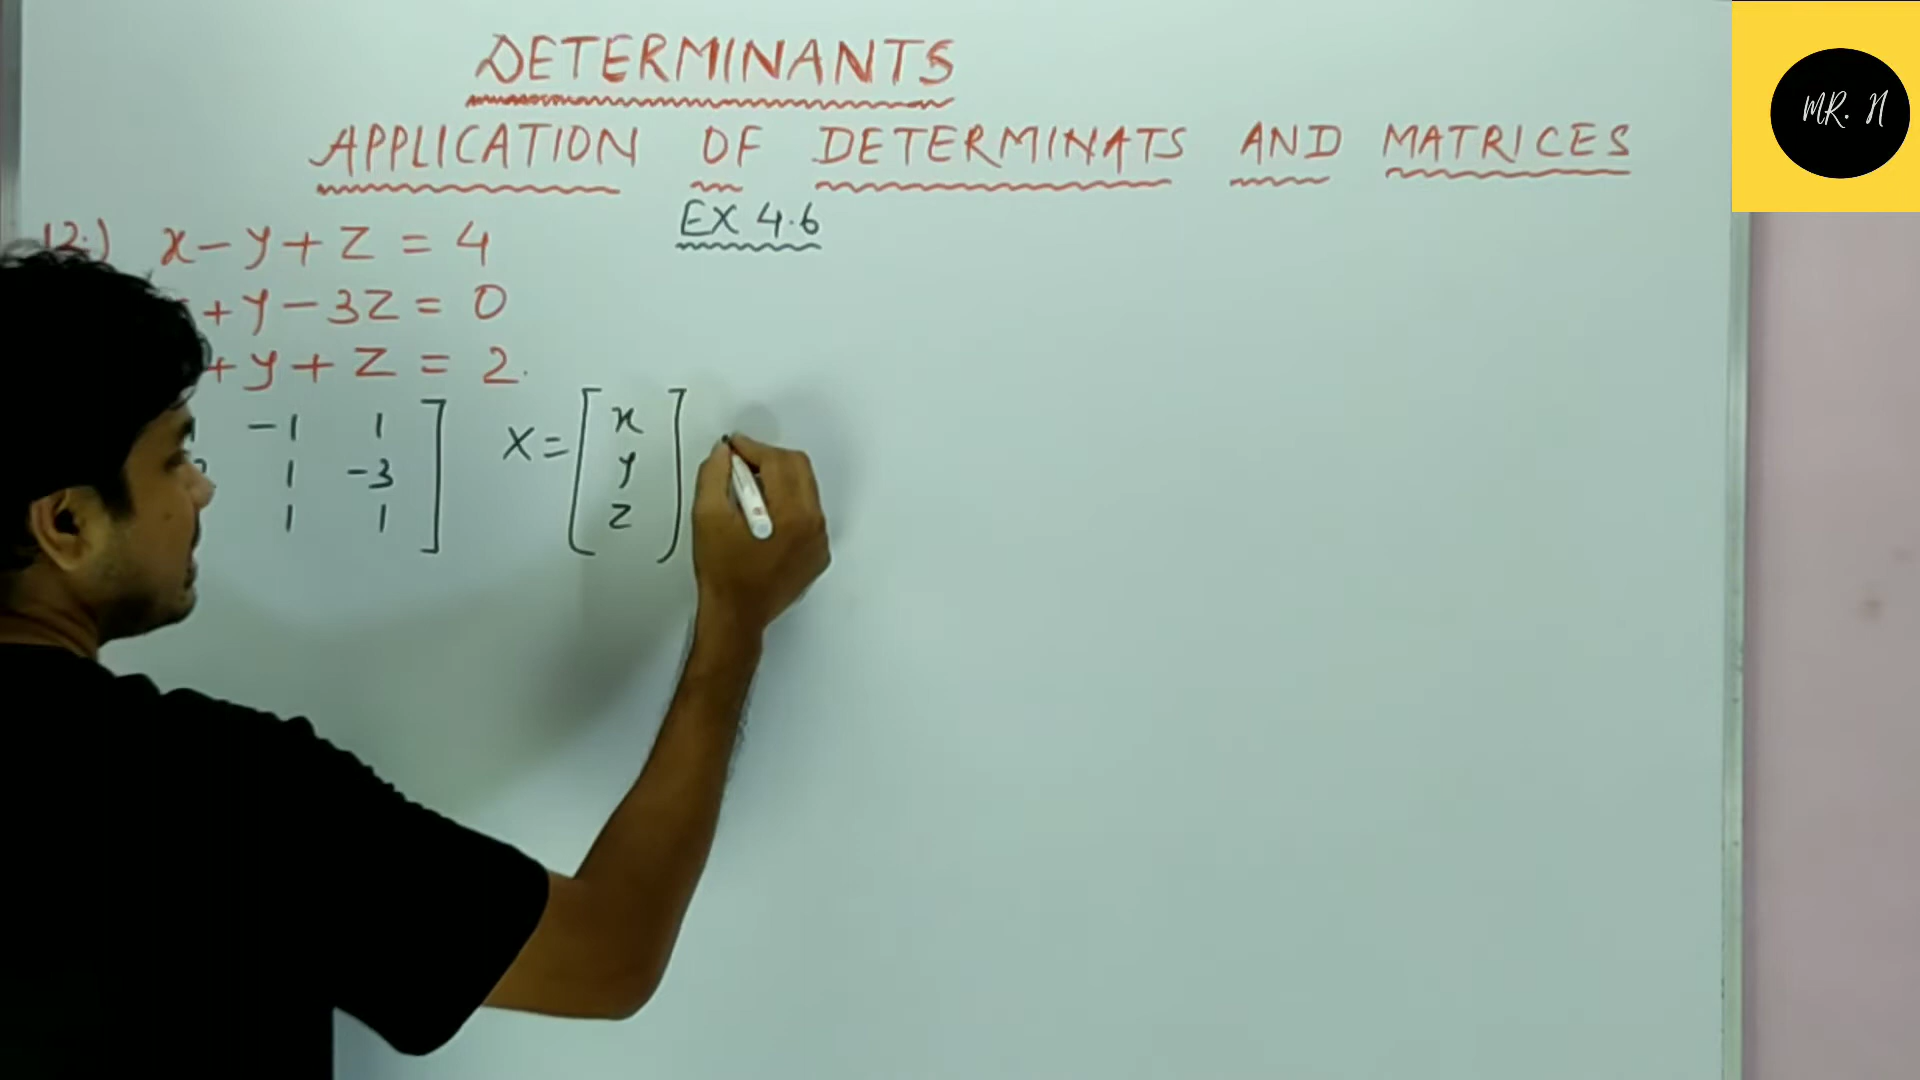 DETERMINANTS
MR. N
APPLICATION OF DETERMINATS AND MATRICES
EX 4.6
12.) x - y + z = 4
+ y - 3z = 0
+ y + z = 2.
-1 1
1 -3
1 1
X = [ x
y
z ]